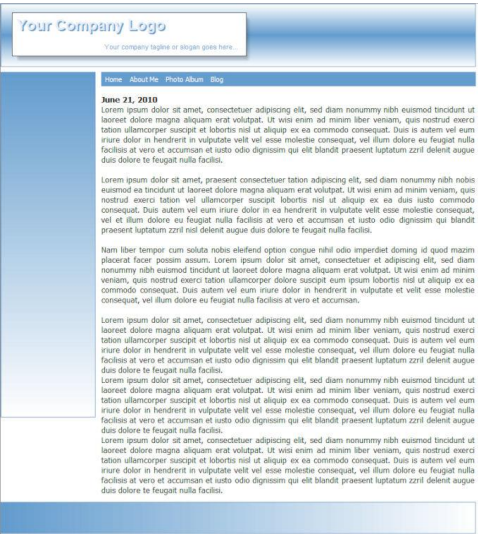 Your Company Logo
Your company tagline or slogan goes here...
Home About Me Photo Album Blog
June 21, 2010
Lorem ipsum dolor sit amet, consectetuer adipiscing elit, sed diam nonummy nibh euismod tincidunt ut
laoreet dolore magna aliquam erat volutpat. Ut wisi enim ad minim liber veniam, quis nostrud exerci
tation ullamcorper suscipit et lobortis nisl ut aliquip ex ea commodo consequat. Duis is autem vel eum
iriure dolor in hendrerit in vulputate velit vel esse molestie consequat, vel illum dolore eu feugiat nulla
facilisis at vero et accumsan et iusto odio dignissim qui elit blandit praesent luptatum zzril delenit augue
duis dolore te feugait nulla facilisi.
Lorem ipsum dolor sit amet, praesent consectetuer tation adipiscing elit, sed diam nonummy nibh nobis
euismod ea tincidunt ut laoreet dolore magna aliquam erat volutpat. Ut wisi enim ad minim veniam, quis
nostrud exerci tation vel ullamcorper suscipit lobortis nisl ut aliquip ex ea duis iusto commodo
consequat. Duis autem vel eum iriure dolor in ea hendrerit in vulputate velit esse molestie consequat,
vel et illum dolore eu feugiat nulla facilisis at vero et accumsan et iusto odio dignissim qui blandit
praesent luptatum zzril nisl delenit augue duis dolore te feugait nulla facilisi.
Nam liber tempor cum soluta nobis eleifend option congue nihil odio imperdiet doming id quod mazim
placerat facer possim assum. Lorem ipsum dolor sit amet, consectetuer et adipiscing elit, sed diam
nonummy nibh euismod tincidunt ut laoreet dolore magna aliquam erat volutpat. Ut wisi enim ad minim
veniam, quis nostrud exerci tation ullamcorper dolore suscipit eum ipsum lobortis nisl ut aliquip ex ea
commodo consequat. Duis autem vel eum iriure dolor in hendrerit in vulputate et velit esse molestie
consequat, vel illum dolore eu feugiat nulla facilisis at vero et accumsan.
Lorem ipsum dolor sit amet, consectetuer adipiscing elit, sed diam nonummy nibh euismod tincidunt ut
laoreet dolore magna aliquam erat volutpat. Ut wisi enim ad minim liber veniam, quis nostrud exerci
tation ullamcorper suscipit et lobortis nisl ut aliquip ex ea commodo consequat. Duis is autem vel eum
iriure dolor in hendrerit in vulputate velit vel esse molestie consequat, vel illum dolore eu feugiat nulla
facilisis at vero et accumsan et iusto odio dignissim qui elit blandit praesent luptatum zzril delenit augue
duis dolore te feugait nulla facilisi.
Lorem ipsum dolor sit amet, consectetuer adipiscing elit, sed diam nonummy nibh euismod tincidunt ut
laoreet dolore magna aliquam erat volutpat. Ut wisi enim ad minim liber veniam, quis nostrud exerci
tation ullamcorper suscipit et lobortis nisl ut aliquip ex ea commodo consequat. Duis is autem vel eum
iriure dolor in hendrerit in vulputate velit vel esse molestie consequat, vel illum dolore eu feugiat nulla
facilisis at vero et accumsan et iusto odio dignissim qui elit blandit praesent luptatum zzril delenit augue
duis dolore te feugait nulla facilisi.
Lorem ipsum dolor sit amet, consectetuer adipiscing elit, sed diam nonummy nibh euismod tincidunt ut
laoreet dolore magna aliquam erat volutpat. Ut wisi enim ad minim liber veniam, quis nostrud exerci
tation ullamcorper suscipit et lobortis nisl ut aliquip ex ea commodo consequat. Duis is autem vel eum
iriure dolor in hendrerit in vulputate velit vel esse molestie consequat, vel illum dolore eu feugiat nulla
facilisis at vero et accumsan et iusto odio dignissim qui elit blandit praesent luptatum zzril delenit augue
duis dolore te feugait nulla facilisi.